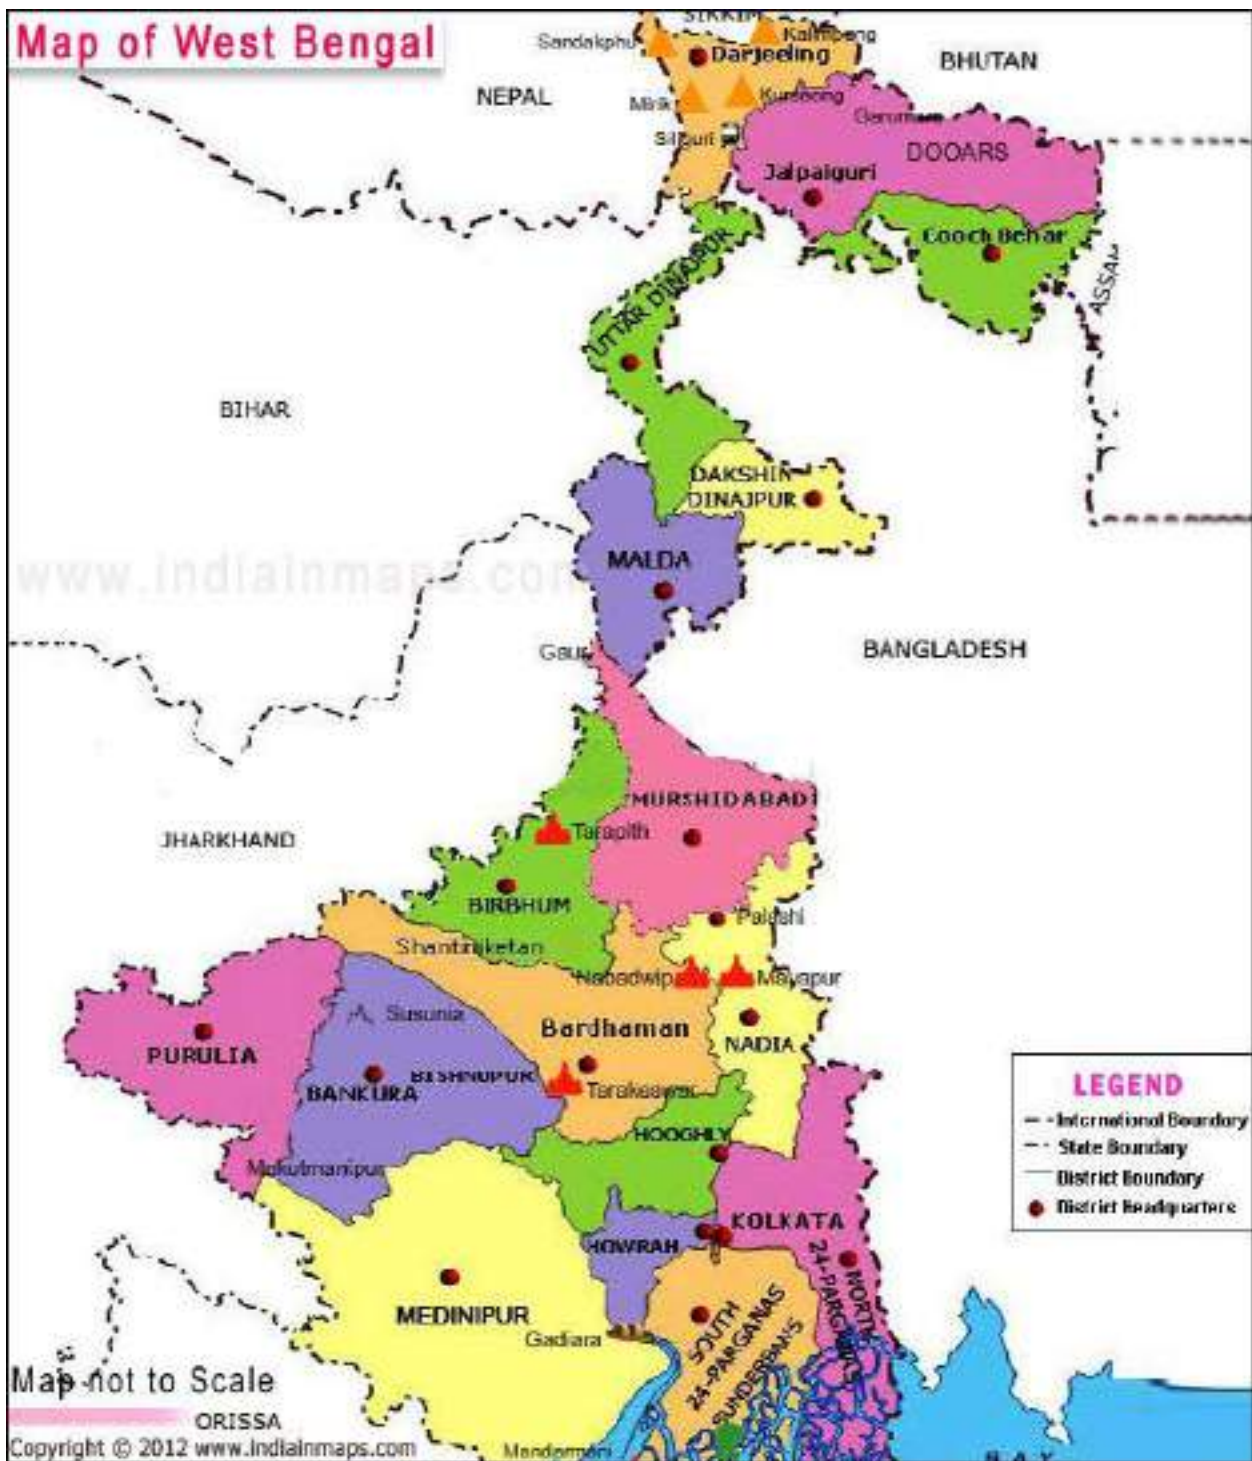 Map of West Bengal
SIKKIM
Sandakphu
Kalimpong
Darjeeling
BHUTAN
NEPAL
Mirik
Kurseong
Garumara
Siliguri
DOOARS
Jalpaiguri
Cooch Behar
ASSAM
UTTAR DINAJPUR
BIHAR
DAKSHIN
DINAJPUR
MALDA
www.indiainmaps.com
Gaur
BANGLADESH
MURSHIDABAD
Tarapith
JHARKHAND
BIRBHUM
Palashi
Shantiniketan
Nabadwip
Mayapur
Susunia
Bardhaman
NADIA
PURULIA
BISHNUPUR
BANKURA
Tarakeswar
HOOGHLY
Mukutmanipur
KOLKATA
HOWRAH
NORTH
24-PARGANAS
MEDINIPUR
Gadiara
SOUTH
24-PARGANAS
SUNDERBANS
LEGEND
International Boundary
State Boundary
District Boundary
District Headquarters
Map not to Scale
ORISSA
Copyright © 2012 www.indiainmaps.com
Mandarmani
BAY